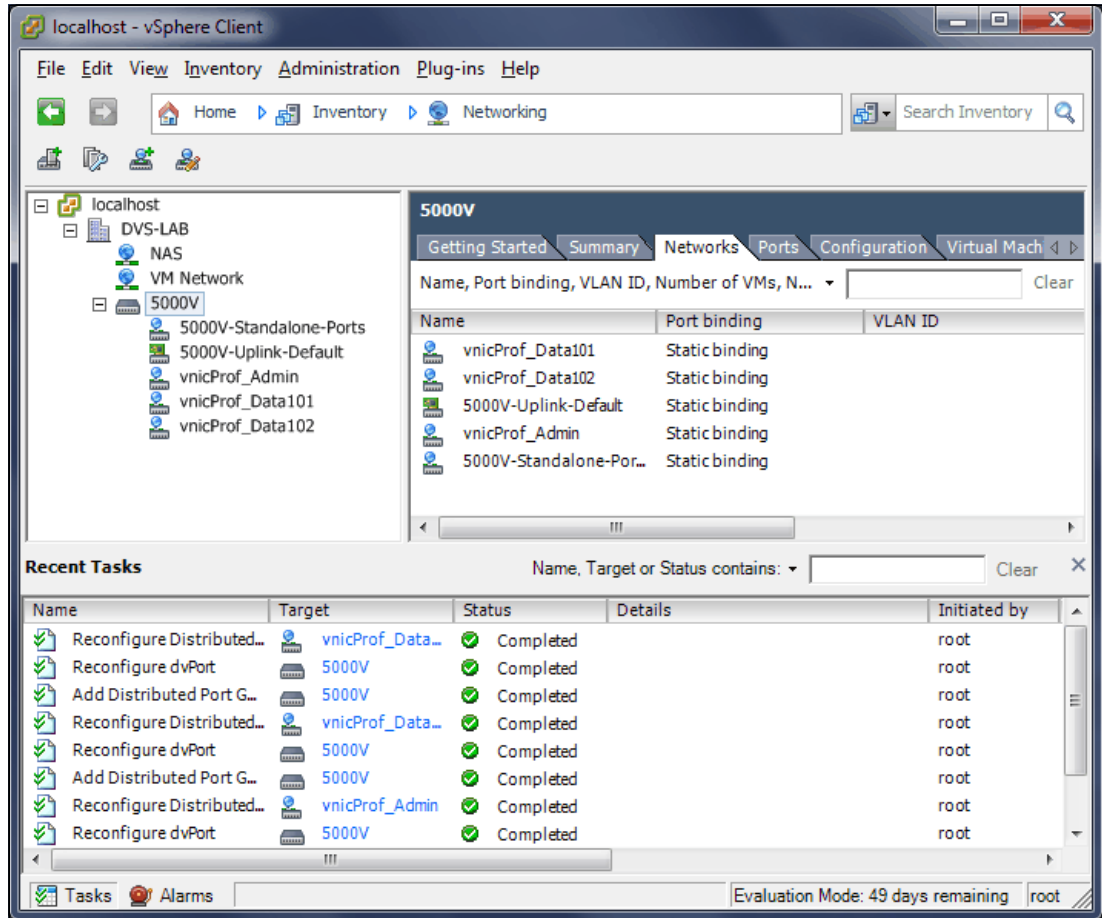 localhost - vSphere Client
File Edit View Inventory Administration Plug-ins Help
Home Inventory Networking Search Inventory
localhost
DVS-LAB
NAS
VM Network
5000V
5000V-Standalone-Ports
5000V-Uplink-Default
vnicProf_Admin
vnicProf_Data101
vnicProf_Data102
5000V
Getting Started Summary Networks Ports Configuration Virtual Mach
Name, Port binding, VLAN ID, Number of VMs, N... Clear
Name Port binding VLAN ID
vnicProf_Data101 Static binding
vnicProf_Data102 Static binding
5000V-Uplink-Default Static binding
vnicProf_Admin Static binding
5000V-Standalone-Por... Static binding
Recent Tasks Name, Target or Status contains: Clear
Name Target Status Details Initiated by
Reconfigure Distributed... vnicProf_Data... Completed root
Reconfigure dvPort 5000V Completed root
Add Distributed Port G... 5000V Completed root
Reconfigure Distributed... vnicProf_Data... Completed root
Reconfigure dvPort 5000V Completed root
Add Distributed Port G... 5000V Completed root
Reconfigure Distributed... vnicProf_Admin Completed root
Reconfigure dvPort 5000V Completed root
Tasks Alarms Evaluation Mode: 49 days remaining root